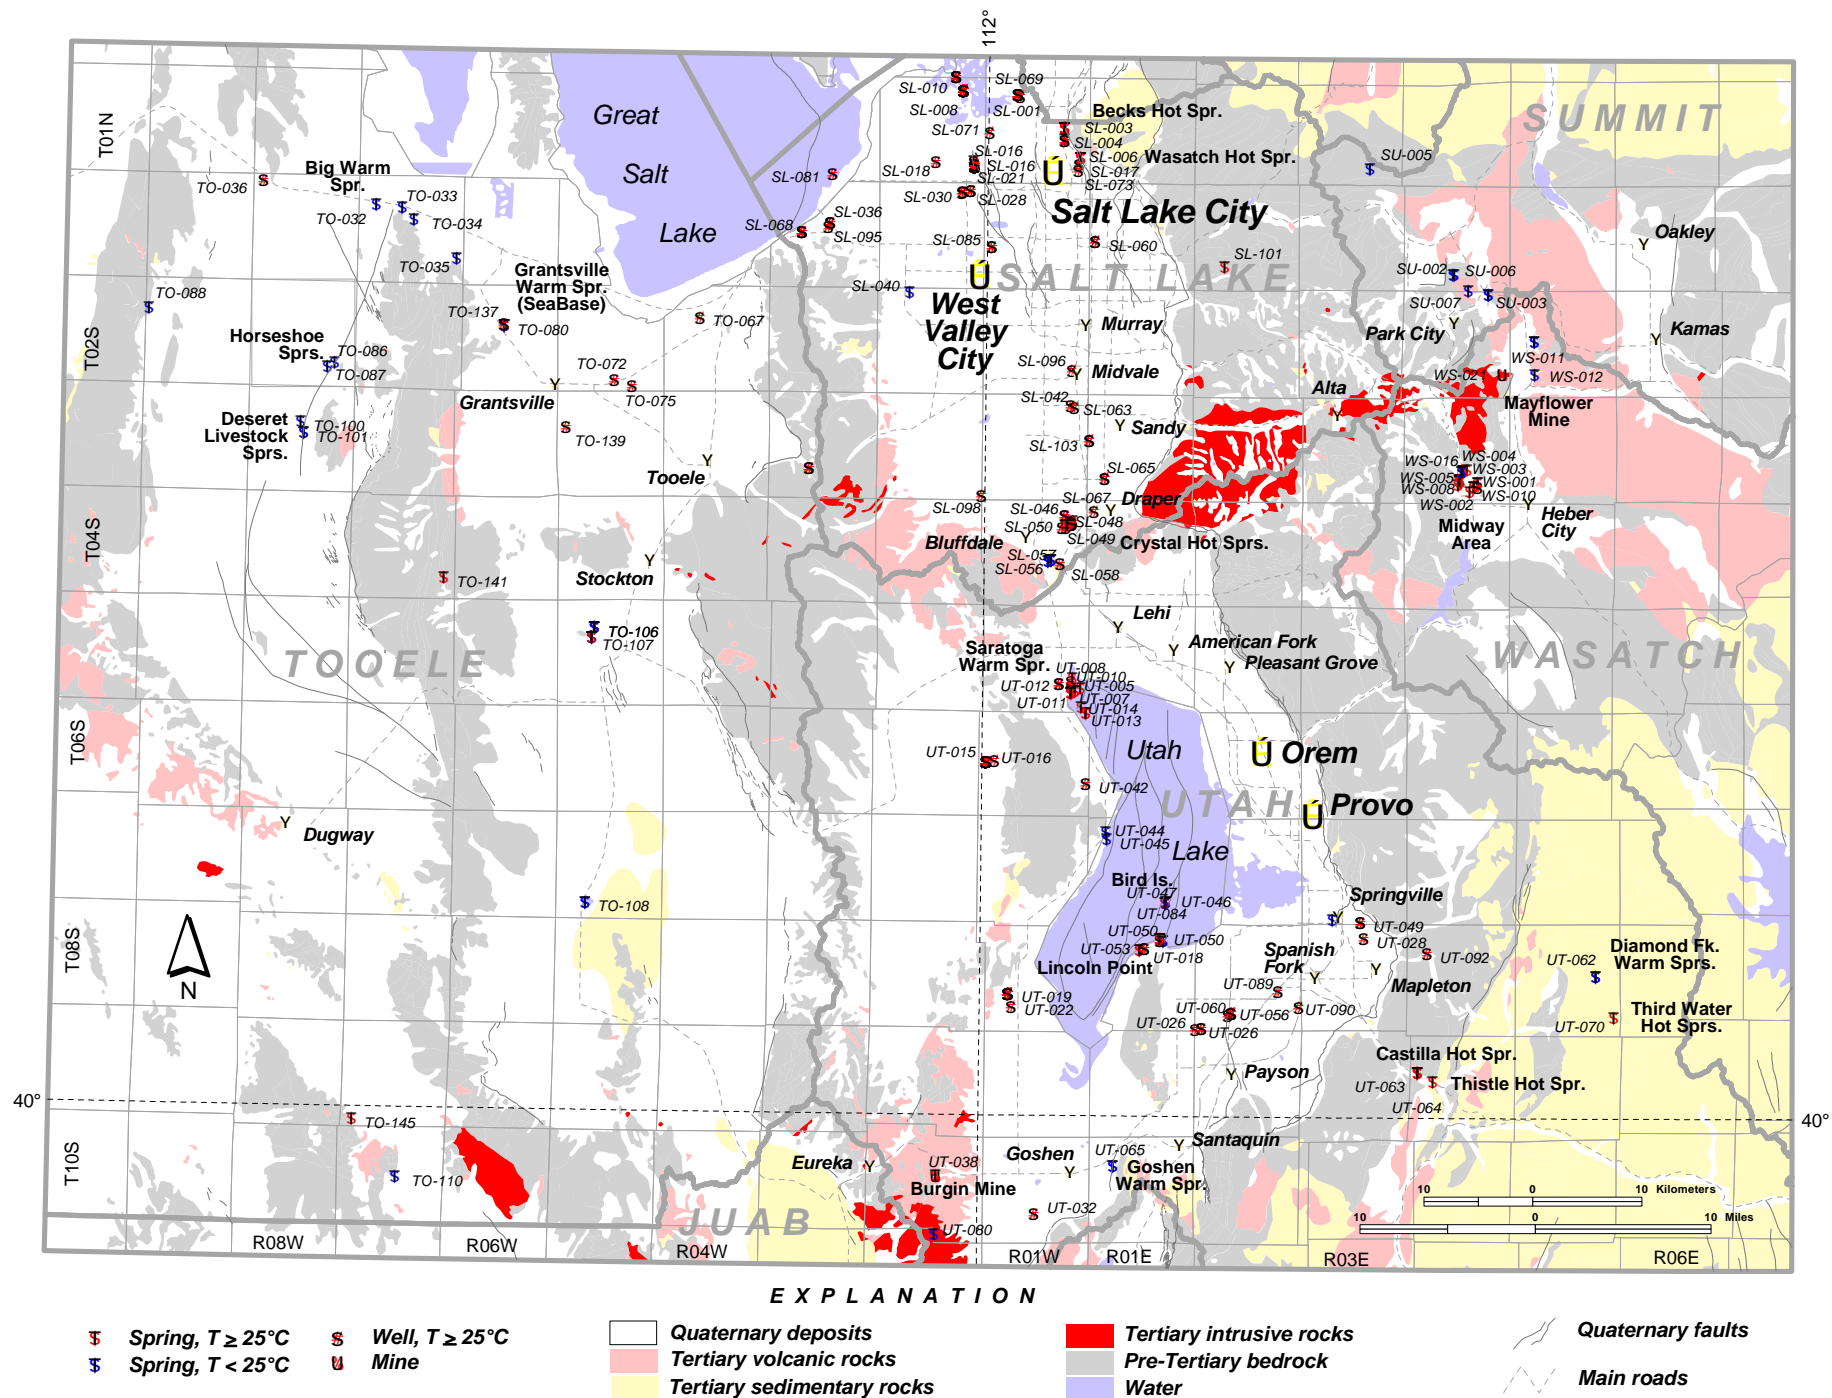 112°
Great
Salt
Lake
SUMMIT
SL-069
SL-010
SL-008
SL-001
Becks Hot Spr.
SL-071
SL-003
SL-004
SL-016
SL-006
Wasatch Hot Spr.
SL-018
SL-016
SL-017
SL-021
SL-073
SL-081
SL-030
SL-028
SU-005
T01N
Big Warm
Spr.
TO-036
TO-033
TO-032
TO-034
TO-035
Salt Lake City
SL-036
SL-068
SL-095
SL-085
SL-060
SL-101
Oakley
Grantsville
Warm Spr.
(SeaBase)
SALT LAKE
SU-002
SU-006
SU-007
SU-003
TO-088
SL-040
West
Valley
City
TO-137
TO-080
TO-067
Murray
Park City
Kamas
T02S
Horseshoe
Sprs.
TO-086
TO-087
TO-072
TO-075
SL-096
Midvale
WS-011
WS-021
WS-012
Alta
Mayflower
Mine
Grantsville
SL-042
SL-063
Sandy
Deseret
Livestock
Sprs.
TO-100
TO-101
TO-139
SL-103
Tooele
SL-065
WS-016
WS-004
WS-003
WS-005
WS-001
WS-008
WS-010
WS-002
SL-067
Draper
SL-098
SL-046
SL-048
SL-050
SL-049
Heber
City
Midway
Area
T04S
Bluffdale
Crystal Hot Sprs.
SL-057
SL-056
SL-058
Stockton
TO-141
Lehi
TO-106
TO-107
American Fork
Pleasant Grove
TOOELE
WASATCH
Saratoga
Warm Spr.
UT-008
UT-010
UT-012
UT-005
UT-007
UT-011
UT-014
UT-013
T06S
Utah
Orem
UT-015
UT-016
UT-042
UTAH
Provo
Dugway
UT-044
UT-045
Lake
Bird Is.
UT-047
UT-046
UT-084
Springville
TO-108
UT-050
UT-050
UT-049
UT-028
UT-053
UT-018
Lincoln Point
Spanish
Fork
UT-092
T08S
N
Diamond Fk.
Warm Sprs.
UT-062
Mapleton
UT-089
UT-019
UT-022
UT-060
UT-056
UT-090
UT-026
UT-026
Third Water
Hot Sprs.
UT-070
Castilla Hot Spr.
Payson
UT-063
Thistle Hot Spr.
UT-064
40°
40°
TO-145
Santaquin
T10S
Eureka
Goshen
UT-065
UT-038
Goshen
Warm Spr.
TO-110
Burgin Mine
UT-032
10 0 10 Kilometers
10 0 10 Miles
JUAB
UT-080
R08W
R06W
R04W
R01W
R01E
R03E
R06E
EXPLANATION
Spring, T ≥ 25°C
Well, T ≥ 25°C
Quaternary deposits
Tertiary intrusive rocks
Quaternary faults
Spring, T < 25°C
Mine
Tertiary volcanic rocks
Pre-Tertiary bedrock
Main roads
Tertiary sedimentary rocks
Water